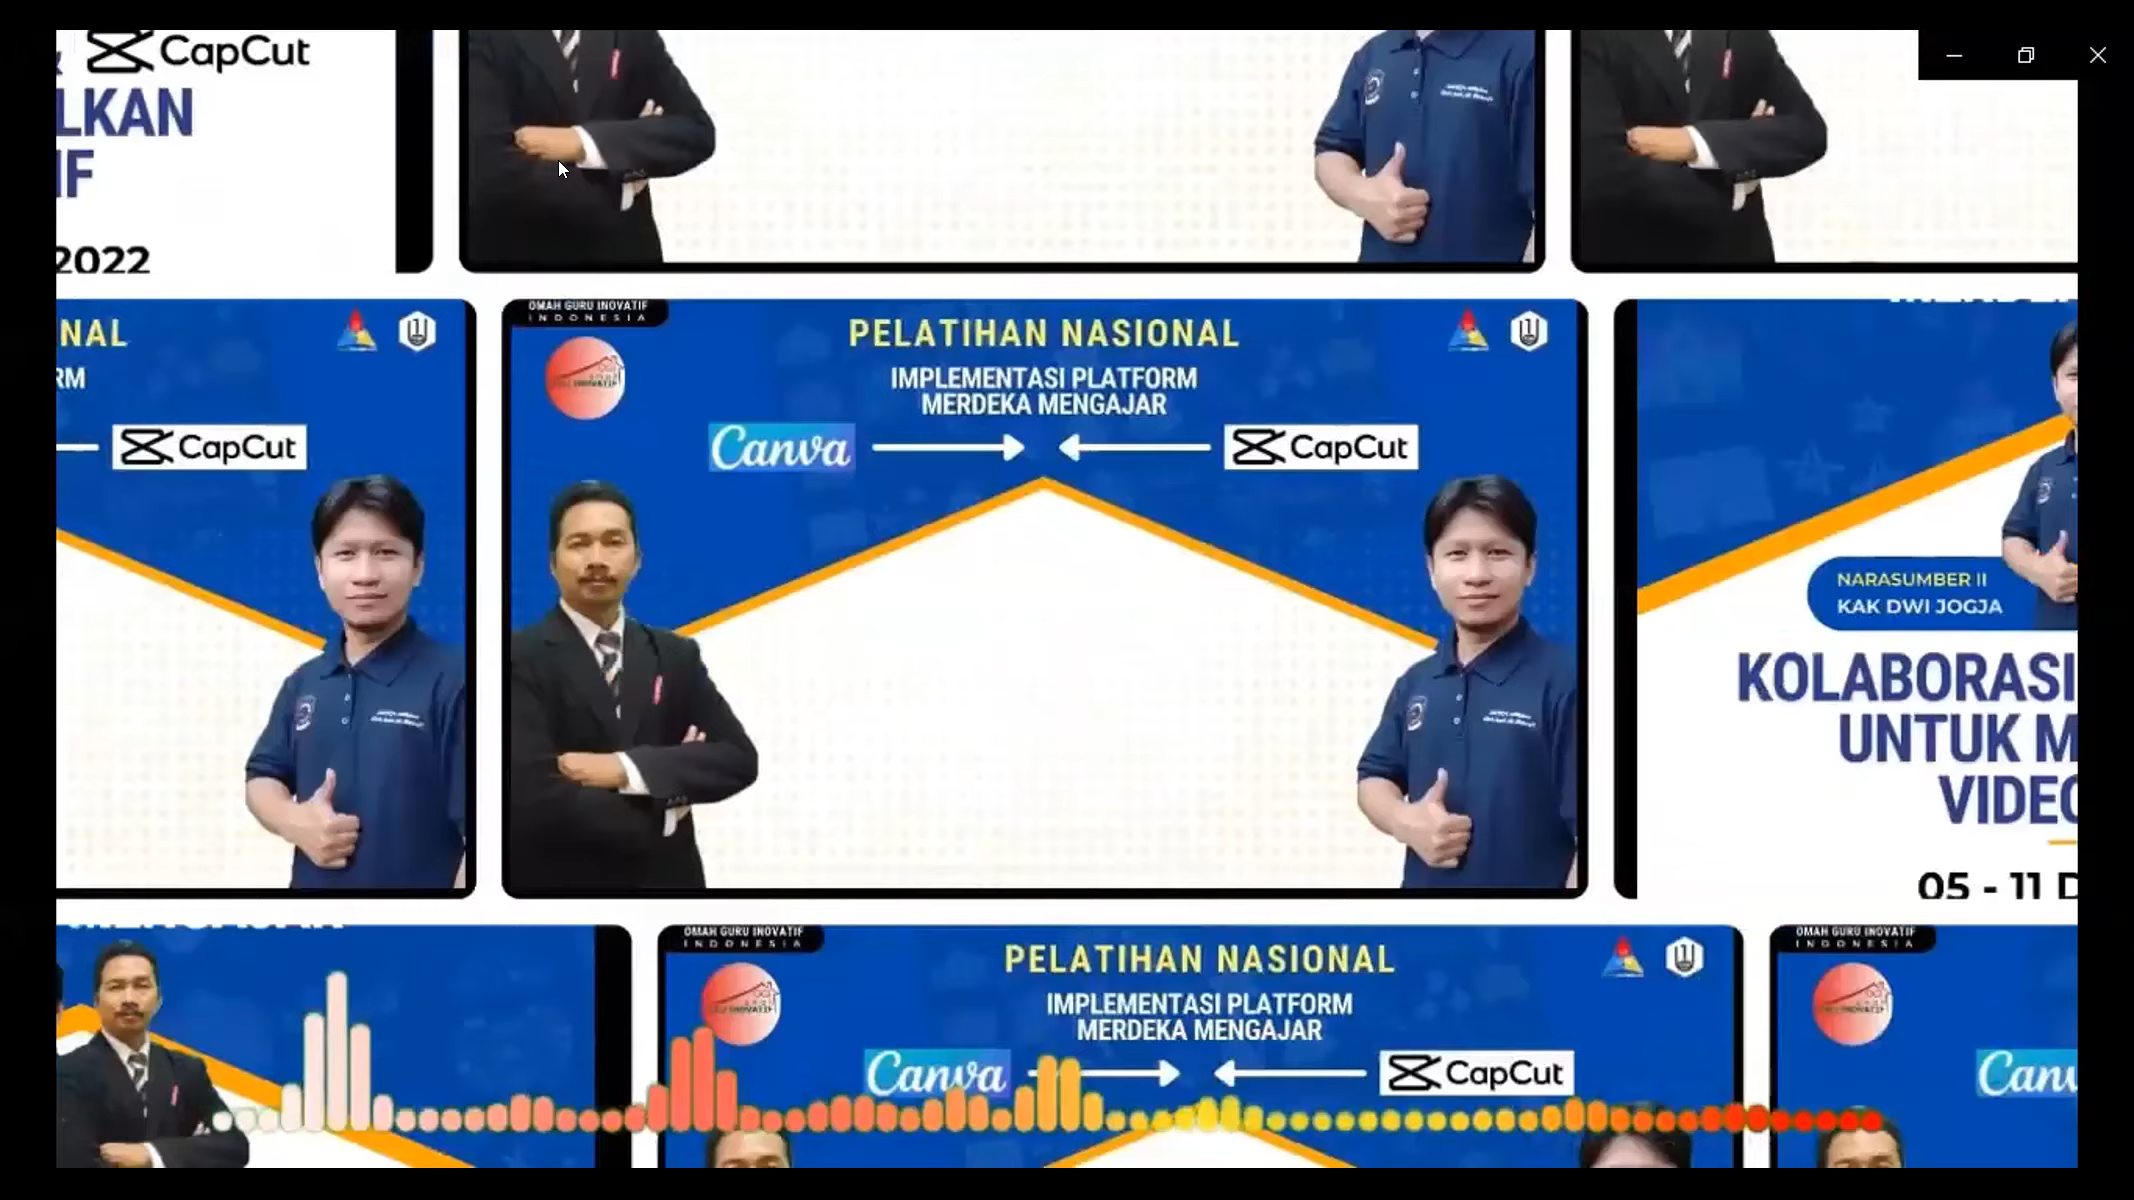 CapCut
LKAN
IF
2022
NAL
RM
CapCut
OMAH GURU INOVATIF
INDONESIA
PELATIHAN NASIONAL
IMPLEMENTASI PLATFORM
MERDEKA MENGAJAR
Canva
CapCut
NARASUMBER II
KAK DWI JOGJA
KOLABORASI
UNTUK M
VIDEO
05 - 11 D
OMAH GURU INOVATIF
INDONESIA
PELATIHAN NASIONAL
IMPLEMENTASI PLATFORM
MERDEKA MENGAJAR
Canva
CapCut
OMAH GURU INOVATIF
INDONESIA
Canv